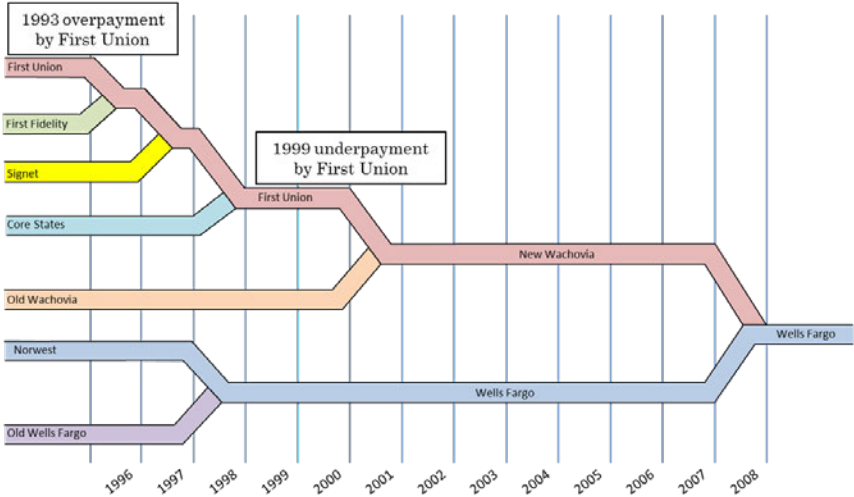 1993 overpayment
by First Union
First Union
First Fidelity
Signet
1999 underpayment
by First Union
First Union
Core States
New Wachovia
Old Wachovia
Wells Fargo
Norwest
Wells Fargo
Old Wells Fargo
1996 1997 1998 1999 2000 2001 2002 2003 2004 2005 2006 2007 2008